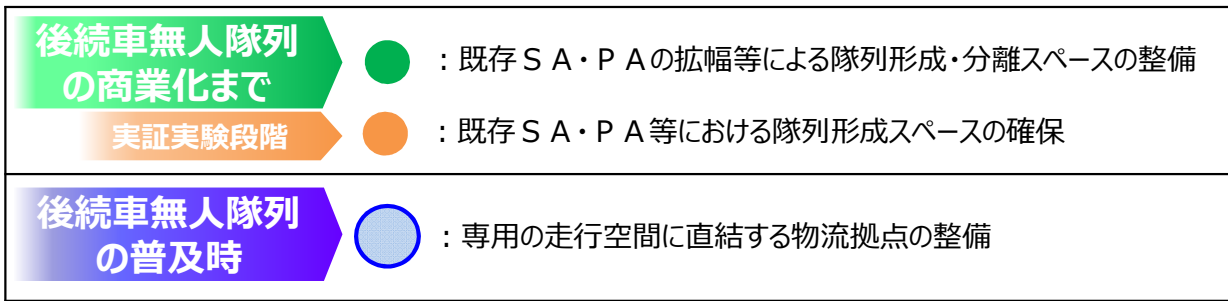 後続車無人隊列
の商業化まで
：既存ＳＡ・ＰＡの拡幅等による隊列形成・分離スペースの整備
実証実験段階
：既存ＳＡ・ＰＡ等における隊列形成スペースの確保
後続車無人隊列
の普及時
：専用の走行空間に直結する物流拠点の整備